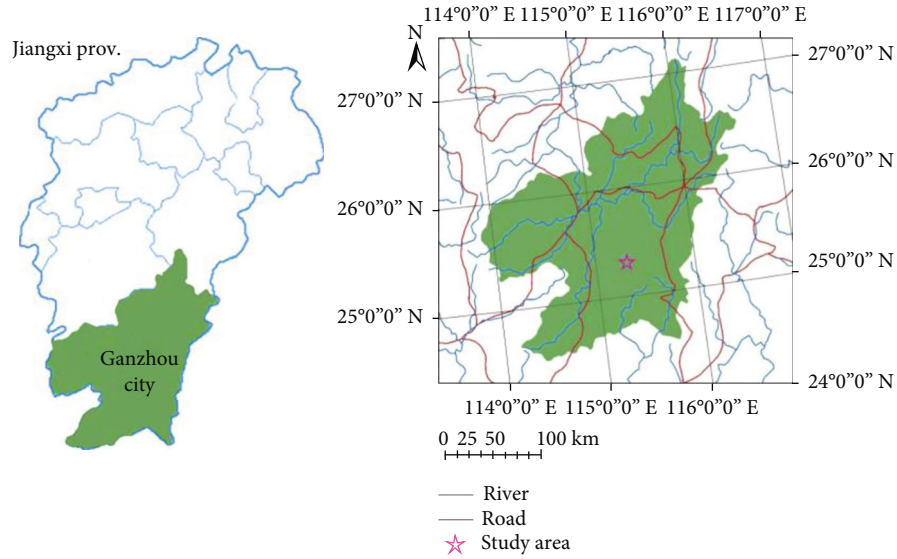 Jiangxi prov.
Ganzhou
city
114°0″0″ E 115°0″0″ E 116°0″0″ E 117°0″0″ E
N
27°0″0″ N
26°0″0″ N
25°0″0″ N
27°0″0″ N
26°0″0″ N
25°0″0″ N
24°0″0″ N
114°0″0″ E 115°0″0″ E 116°0″0″ E
0 25 50 100 km
River
Road
Study area